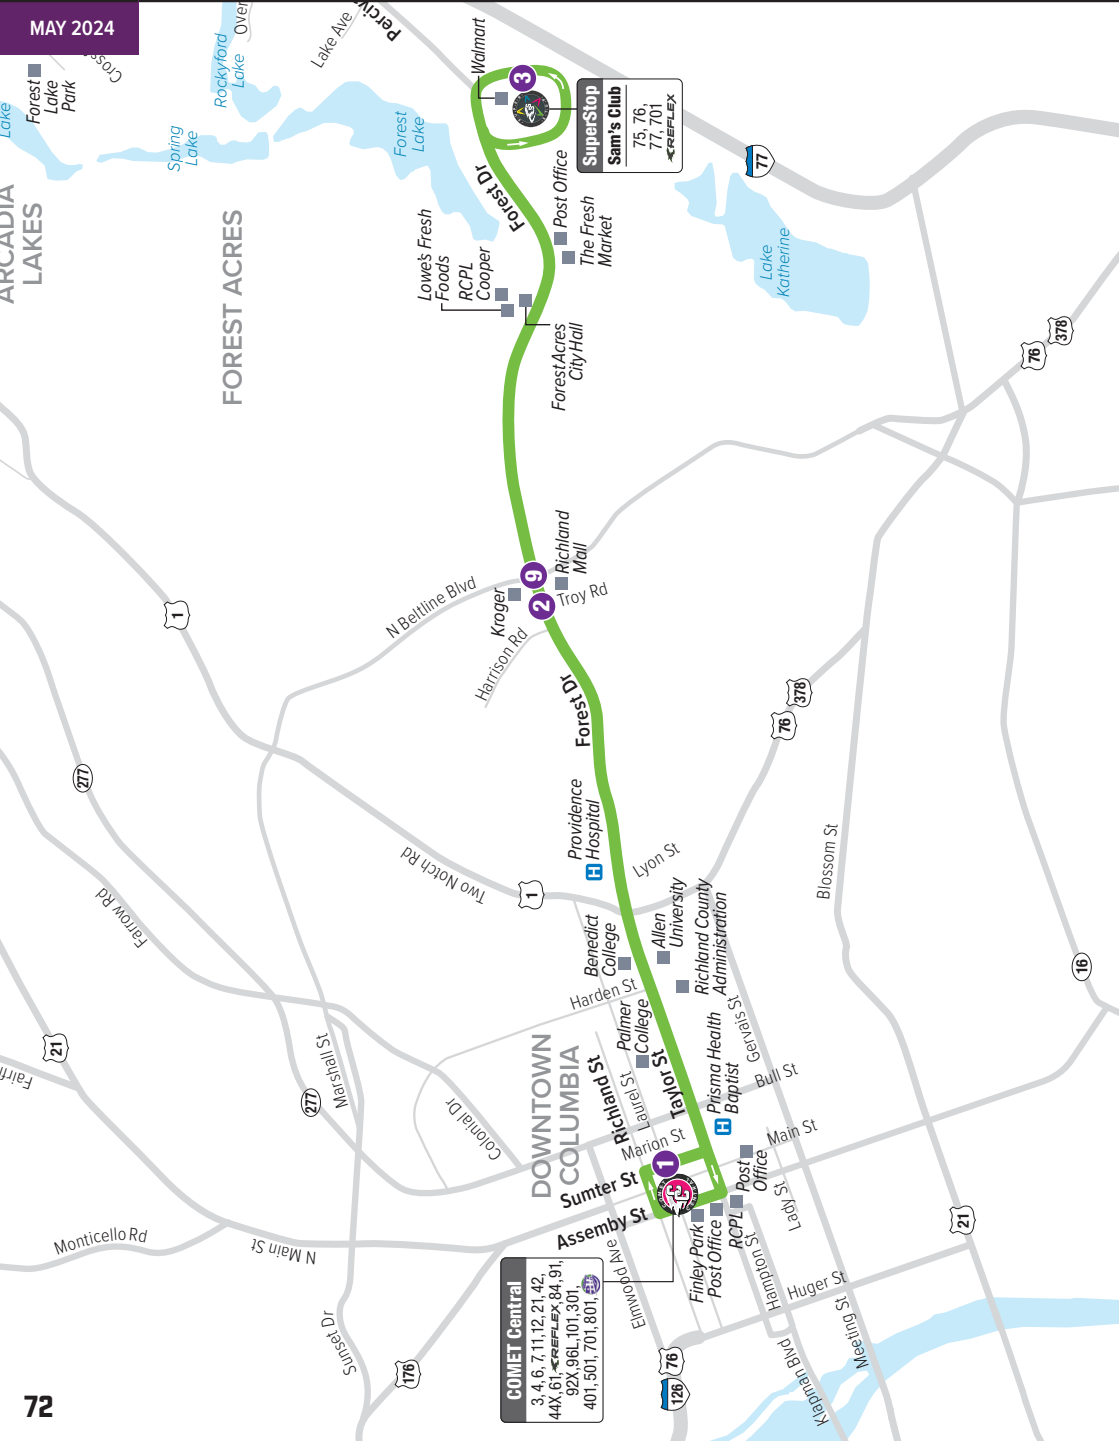 MAY 2024
Forest
Lake
Park
Cross
Lake
ARCADIA
LAKES
Rockyford
Lake
Over
Lake Ave
Perciv
Spring
Lake
Forest
Lake
FOREST ACRES
Walmart
3
SuperStop
Sam's Club
75, 76,
77, 701
REFLEX
77
Forest Dr
Post Office
The Fresh
Market
Lowe's Fresh
Foods
RCPL
Cooper
Forest Acres
City Hall
Lake
Katherine
76
378
1
N Beltline Blvd
Kroger
9
2
Richland
Mall
Troy Rd
Harrison Rd
Forest Dr
277
76
378
Providence
Hospital
H
Two Notch Rd
1
Lyon St
Blossom St
Farrow Rd
Benedict
College
Allen
University
Richland County
Administration
Harden St
16
21
Fairfi
Marshall St
277
Colonial Dr
DOWNTOWN
COLUMBIA
Palmer
College
Richland St
Laurel St
Taylor St
Gervais St
Prisma Health
Baptist
H
Bull St
Marion St
Main St
1
Sumter St
Assemby St
Post
Office
Lady St
RCPL
Post Office
Finley Park
Hampton St
Huger St
Elmwood Ave
Monticello Rd
N Main St
21
COMET Central
3, 4, 6, 7, 11, 12, 21, 42,
44X, 61, REFLEX, 84, 91,
92X, 96L, 101, 301,
401, 501, 701, 801,
Sunset Dr
176
76
126
Klapman Blvd
Meeting St
72